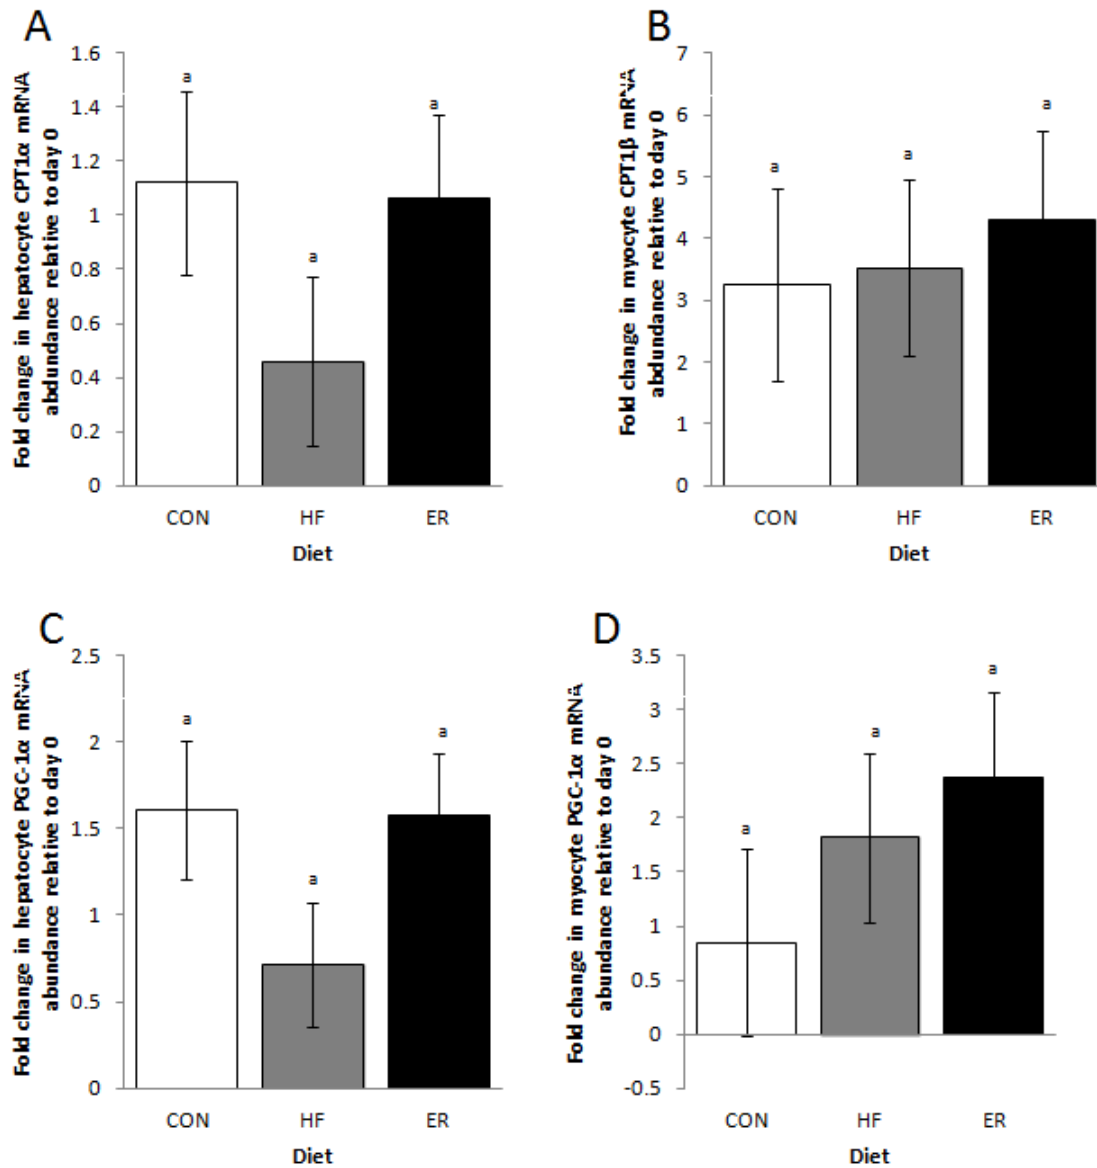 A
Fold change in hepatocyte CPT1α mRNA
abdundance relative to day 0
1.6
1.4
1.2
1
0.8
0.6
0.4
0.2
0
a
a
a
CON
HF
ER
Diet
B
Fold change in myocyte CPT1β mRNA
abdundance relative to day 0
7
6
5
4
3
2
1
0
a
a
a
CON
HF
ER
Diet
C
Fold change in hepatocyte PGC-1α mRNA
abundance relative to day 0
2.5
2
1.5
1
0.5
0
a
a
a
CON
HF
ER
Diet
D
Fold change in myocyte PGC-1α mRNA
abundance relative to day 0
3.5
3
2.5
2
1.5
1
0.5
0
-0.5
a
a
a
CON
HF
ER
Diet